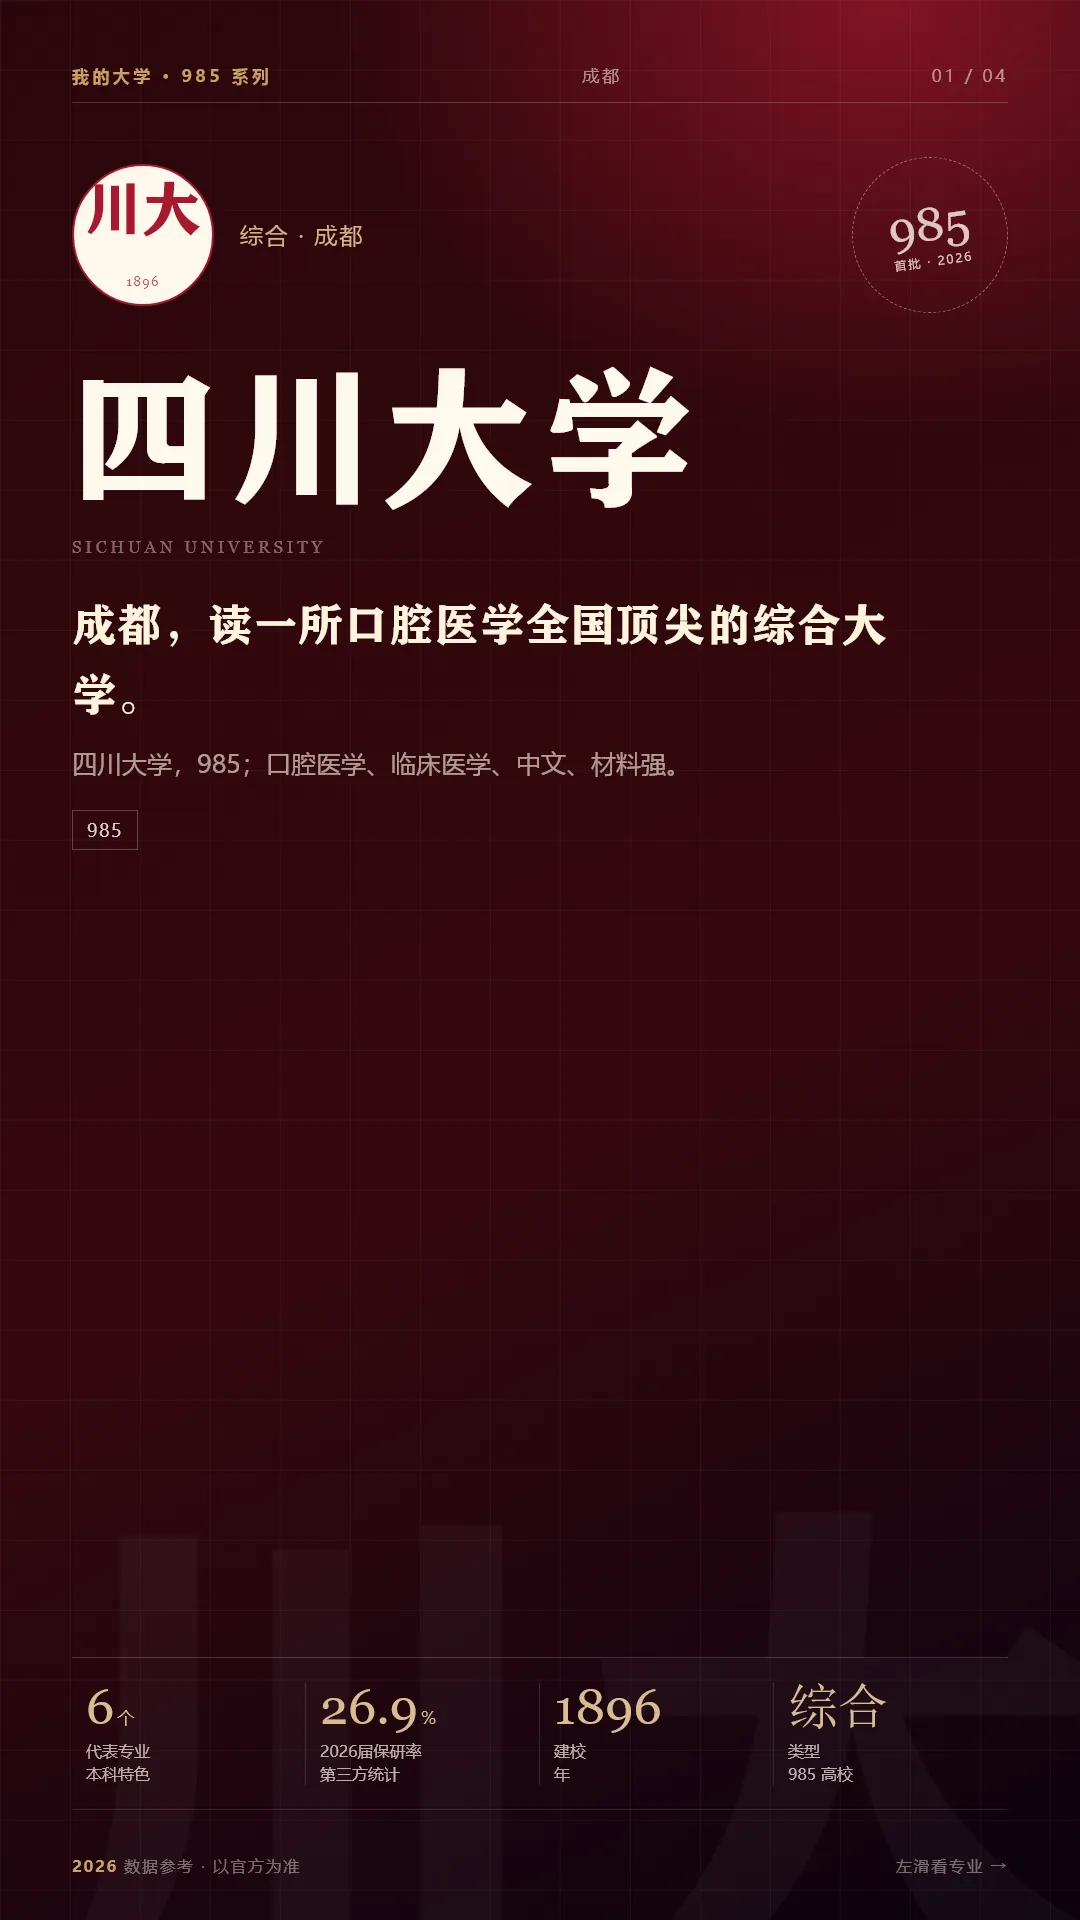 我的大学 · 985 系列
成都
01 / 04
川大
1896
综合 · 成都
985
首批 · 2026
四川大学
SICHUAN UNIVERSITY
成都，读一所口腔医学全国顶尖的综合大
学。
四川大学，985；口腔医学、临床医学、中文、材料强。
985
川大
6个
代表专业
本科特色
26.9%
2026届保研率
第三方统计
1896
建校
年
综合
类型
985 高校
2026 数据参考 · 以官方为准
左滑看专业 →